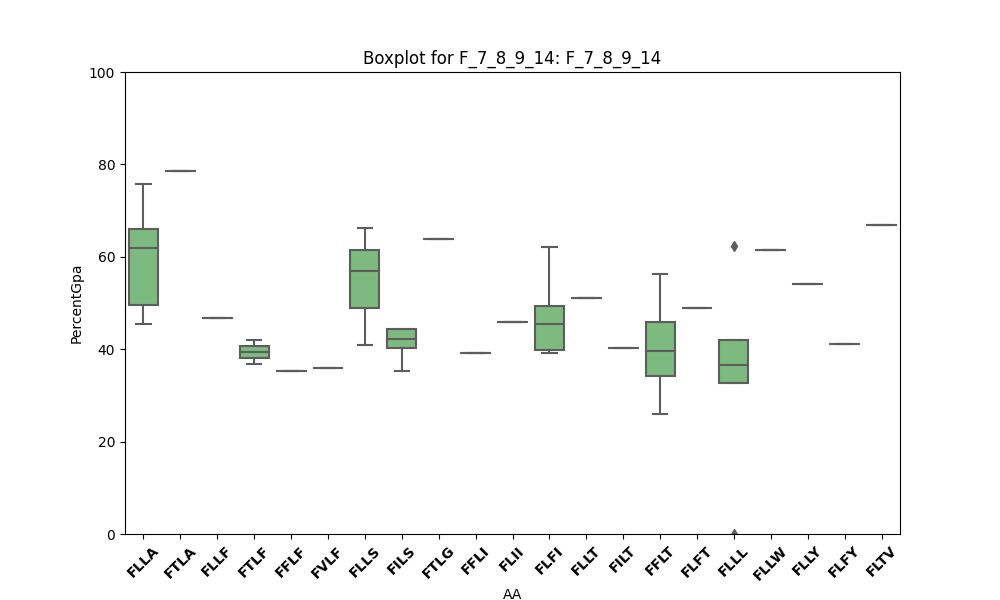 Boxplot for F_7_8_9_14: F_7_8_9_14
100
80
60
40
20
0
PercentGpa
FLLA FTLA FLLF FTLF FFLF FVLF FLLS FILS FTLG FFLI FLII FLFI FLLT FILT FFLT FLFT FLLL FLLW FLLY FLFY FLTV
AA